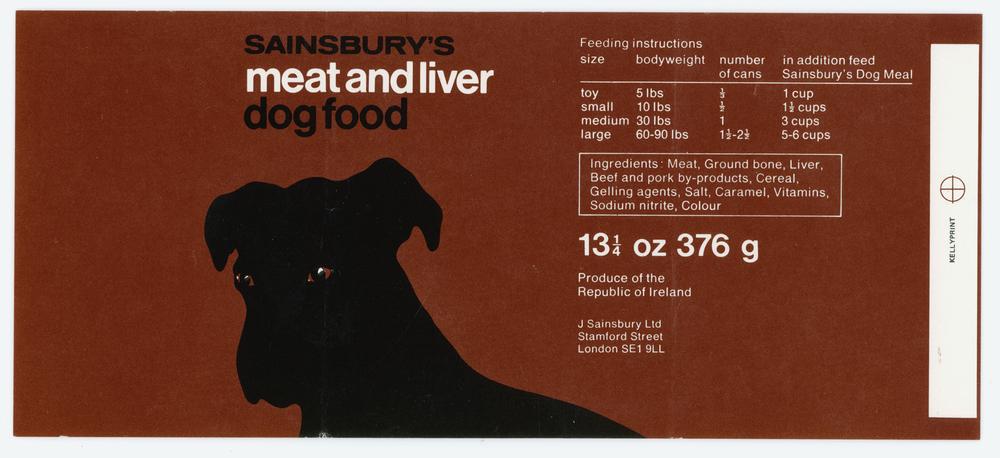 SAINSBURY'S
meat and liver
dog food
Feeding instructions
size bodyweight number of cans in addition feed Sainsbury's Dog Meal
toy 5 lbs ⅓ 1 cup
small 10 lbs ½ 1½ cups
medium 30 lbs 1 3 cups
large 60-90 lbs 1½-2½ 5-6 cups
Ingredients: Meat, Ground bone, Liver,
Beef and pork by-products, Cereal,
Gelling agents, Salt, Caramel, Vitamins,
Sodium nitrite, Colour
13¼ oz 376 g
Produce of the
Republic of Ireland
J Sainsbury Ltd
Stamford Street
London SE1 9LL
KELLYPRINT